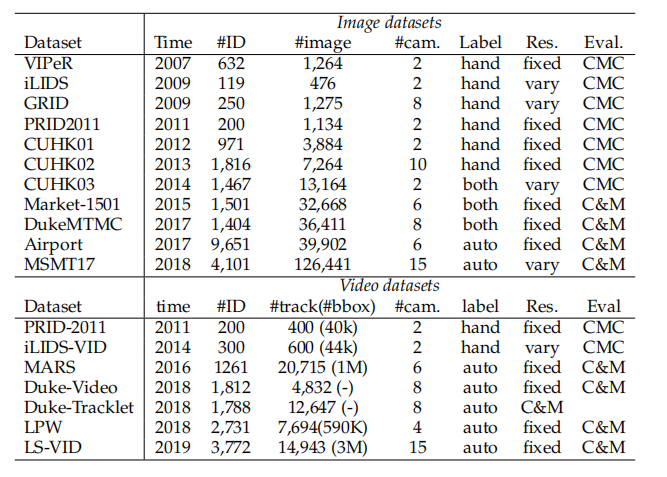 Image datasets
Dataset Time #ID #image #cam. Label Res. Eval.
VIPeR 2007 632 1,264 2 hand fixed CMC
iLIDS 2009 119 476 2 hand vary CMC
GRID 2009 250 1,275 8 hand vary CMC
PRID2011 2011 200 1,134 2 hand fixed CMC
CUHK01 2012 971 3,884 2 hand fixed CMC
CUHK02 2013 1,816 7,264 10 hand fixed CMC
CUHK03 2014 1,467 13,164 2 both vary CMC
Market-1501 2015 1,501 32,668 6 both fixed C&M
DukeMTMC 2017 1,404 36,411 8 both fixed C&M
Airport 2017 9,651 39,902 6 auto fixed C&M
MSMT17 2018 4,101 126,441 15 auto vary C&M
Video datasets
Dataset time #ID #track(#bbox) #cam. label Res. Eval
PRID-2011 2011 200 400 (40k) 2 hand fixed CMC
iLIDS-VID 2014 300 600 (44k) 2 hand vary CMC
MARS 2016 1261 20,715 (1M) 6 auto fixed C&M
Duke-Video 2018 1,812 4,832 (-) 8 auto fixed C&M
Duke-Tracklet 2018 1,788 12,647 (-) 8 auto C&M
LPW 2018 2,731 7,694(590K) 4 auto fixed C&M
LS-VID 2019 3,772 14,943 (3M) 15 auto fixed C&M